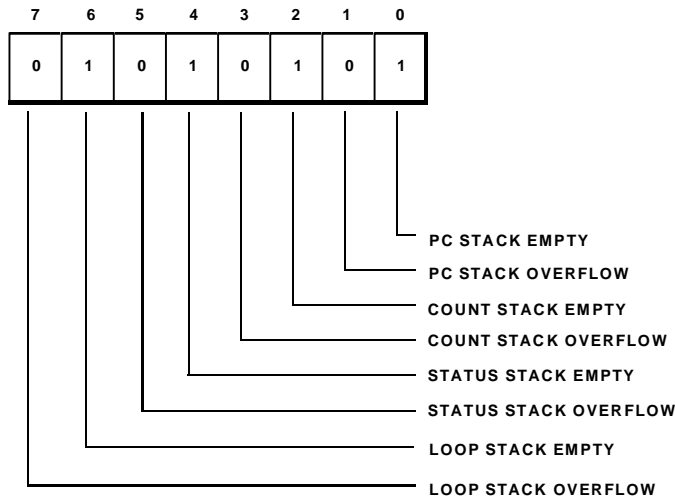 7 6 5 4 3 2 1 0
0 1 0 1 0 1 0 1
PC STACK EMPTY
PC STACK OVERFLOW
COUNT STACK EMPTY
COUNT STACK OVERFLOW
STATUS STACK EMPTY
STATUS STACK OVERFLOW
LOOP STACK EMPTY
LOOP STACK OVERFLOW